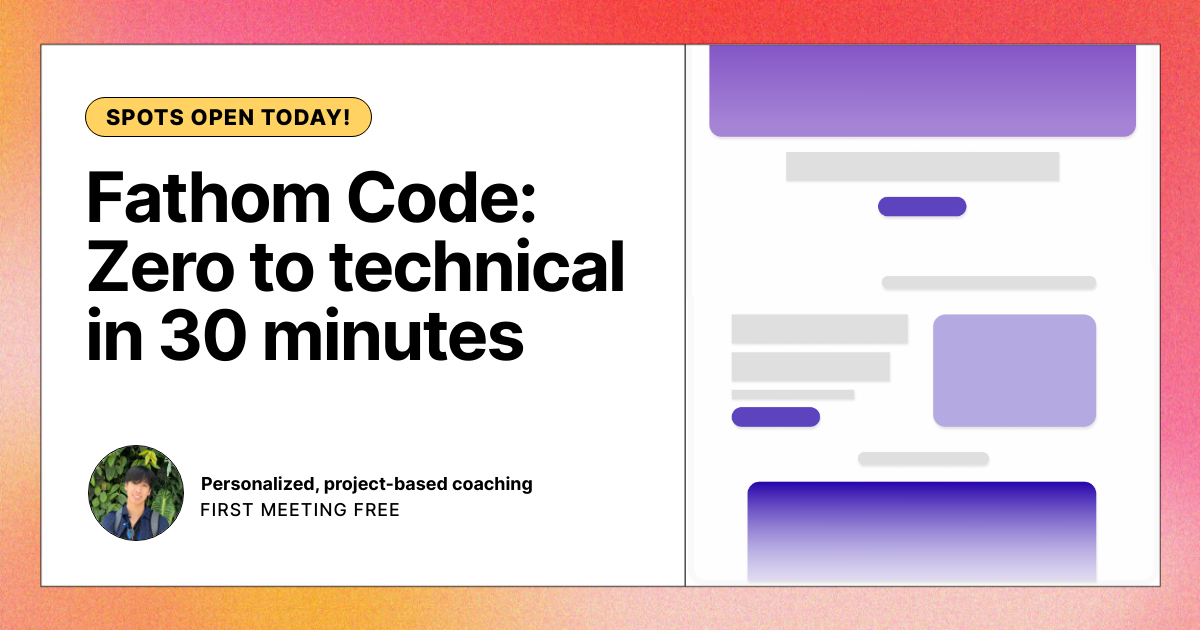 SPOTS OPEN TODAY!
Fathom Code:
Zero to technical
in 30 minutes
Personalized, project-based coaching
FIRST MEETING FREE